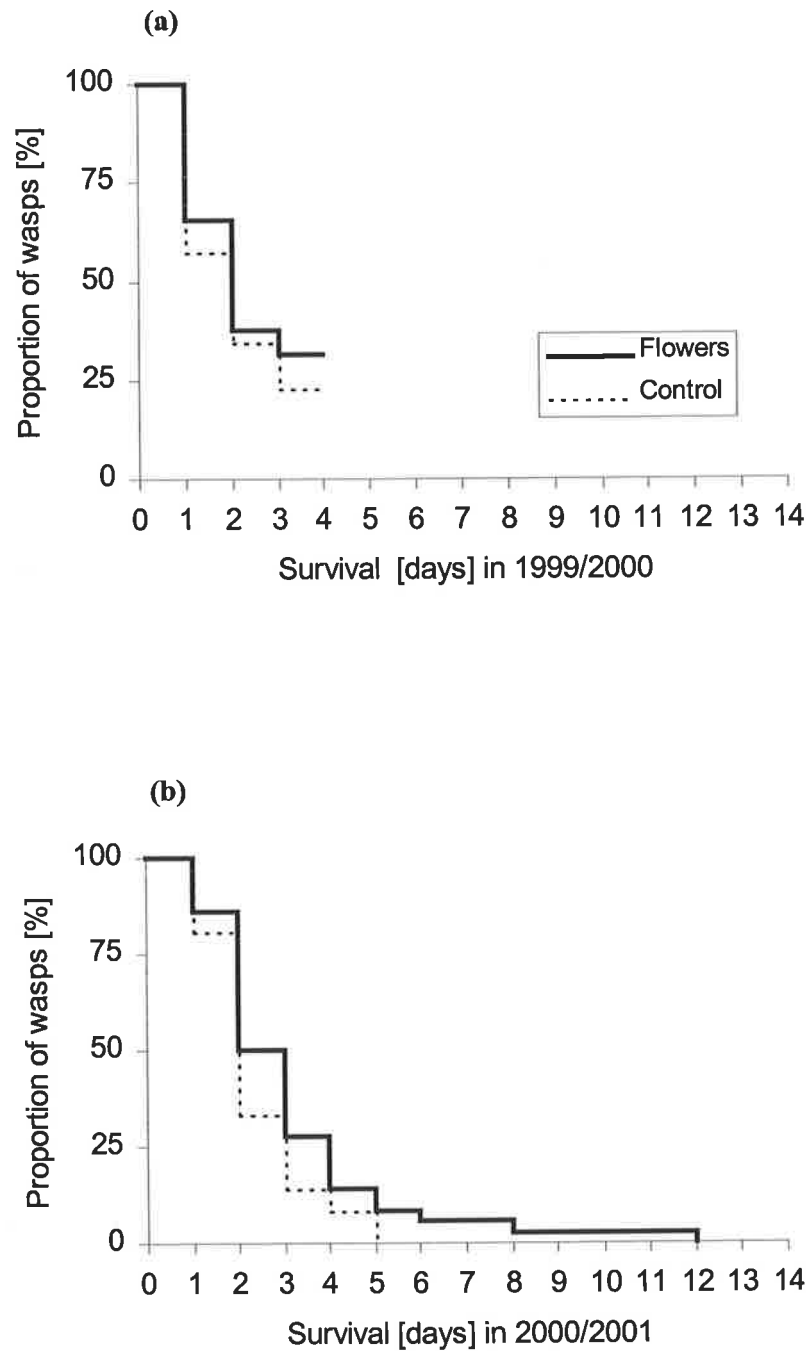 (a)
Proportion of wasps [%]
100
75
50
25
0
Flowers
Control
0 1 2 3 4 5 6 7 8 9 10 11 12 13 14
Survival [days] in 1999/2000
(b)
Proportion of wasps [%]
100
75
50
25
0
0 1 2 3 4 5 6 7 8 9 10 11 12 13 14
Survival [days] in 2000/2001